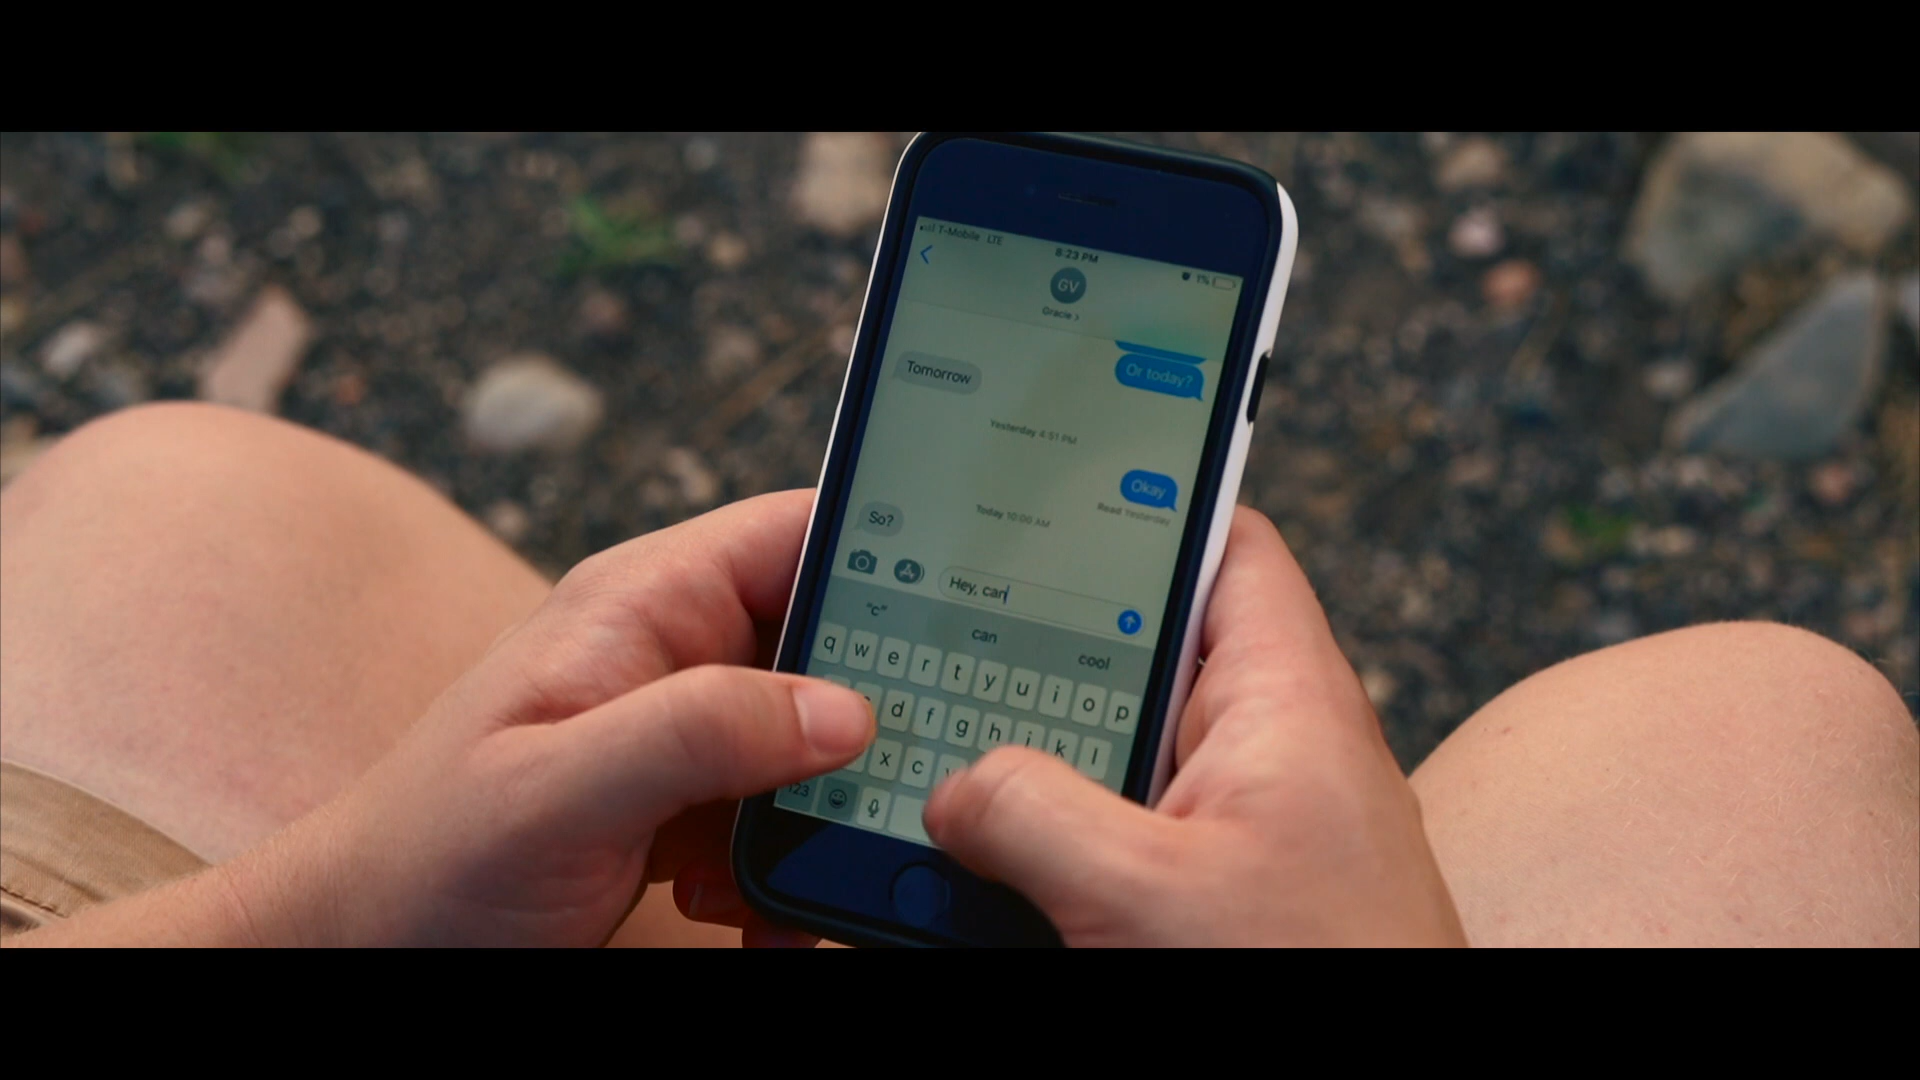 T-Mobile LTE
8:23 PM
1%
GV
Gracie >
Or today?
Tomorrow
Yesterday 4:51 PM
Okay
Read Yesterday
Today 10:00 AM
So?
Hey, can
"c" can cool
q w e r t y u i o p
d f g h j k l
x c
123